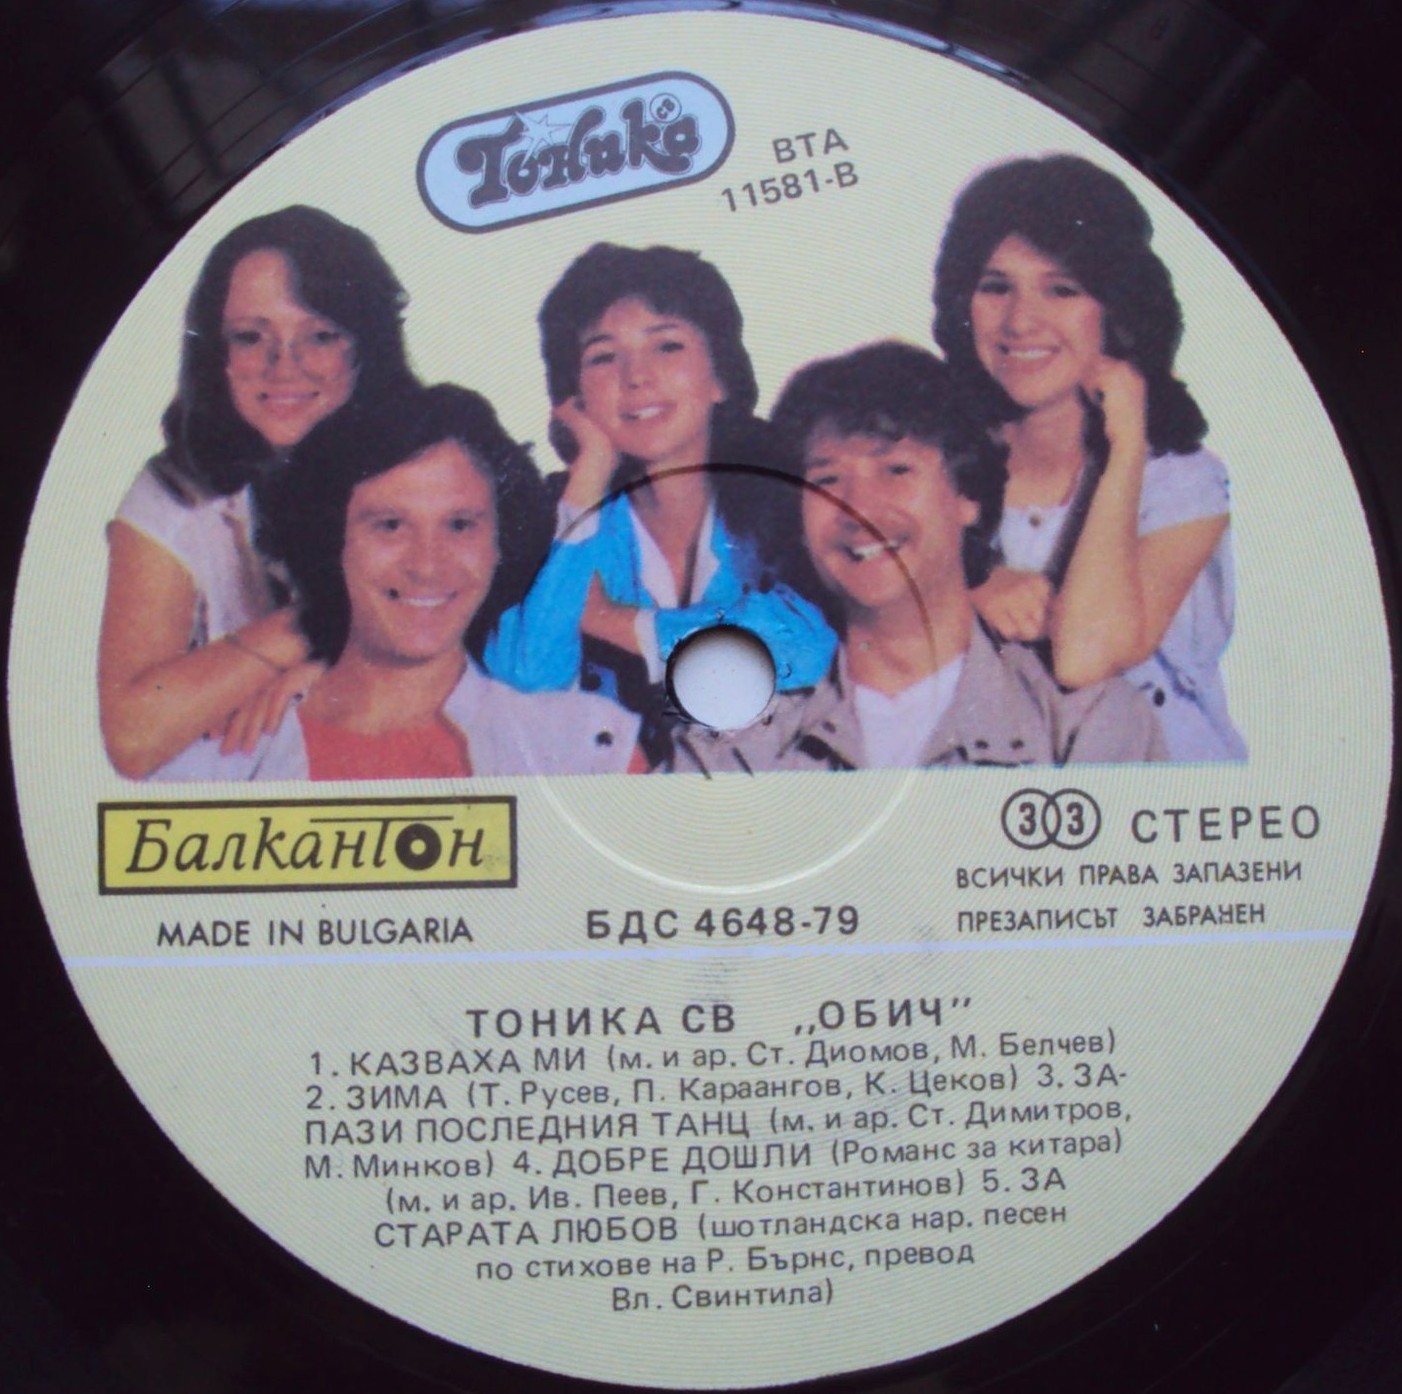 Тоника СВ
ВТА
11581-В
Балкантон
MADE IN BULGARIA
БДС 4648-79
33 СТЕРЕО
ВСИЧКИ ПРАВА ЗАПАЗЕНИ
ПРЕЗАПИСЪТ ЗАБРАНЕН
ТОНИКА СВ „ОБИЧ”
1. КАЗВАХА МИ (м. и ар. Ст. Диомов, М. Белчев)
2. ЗИМА (Т. Русев, П. Караангов, К. Цеков) 3. ЗА-
ПАЗИ ПОСЛЕДНИЯ ТАНЦ (м. и ар. Ст. Димитров,
М. Минков) 4. ДОБРЕ ДОШЛИ (Романс за китара)
(м. и ар. Ив. Пеев, Г. Константинов) 5. ЗА
СТАРАТА ЛЮБОВ (шотландска нар. песен
по стихове на Р. Бърнс, превод
Вл. Свинтила)